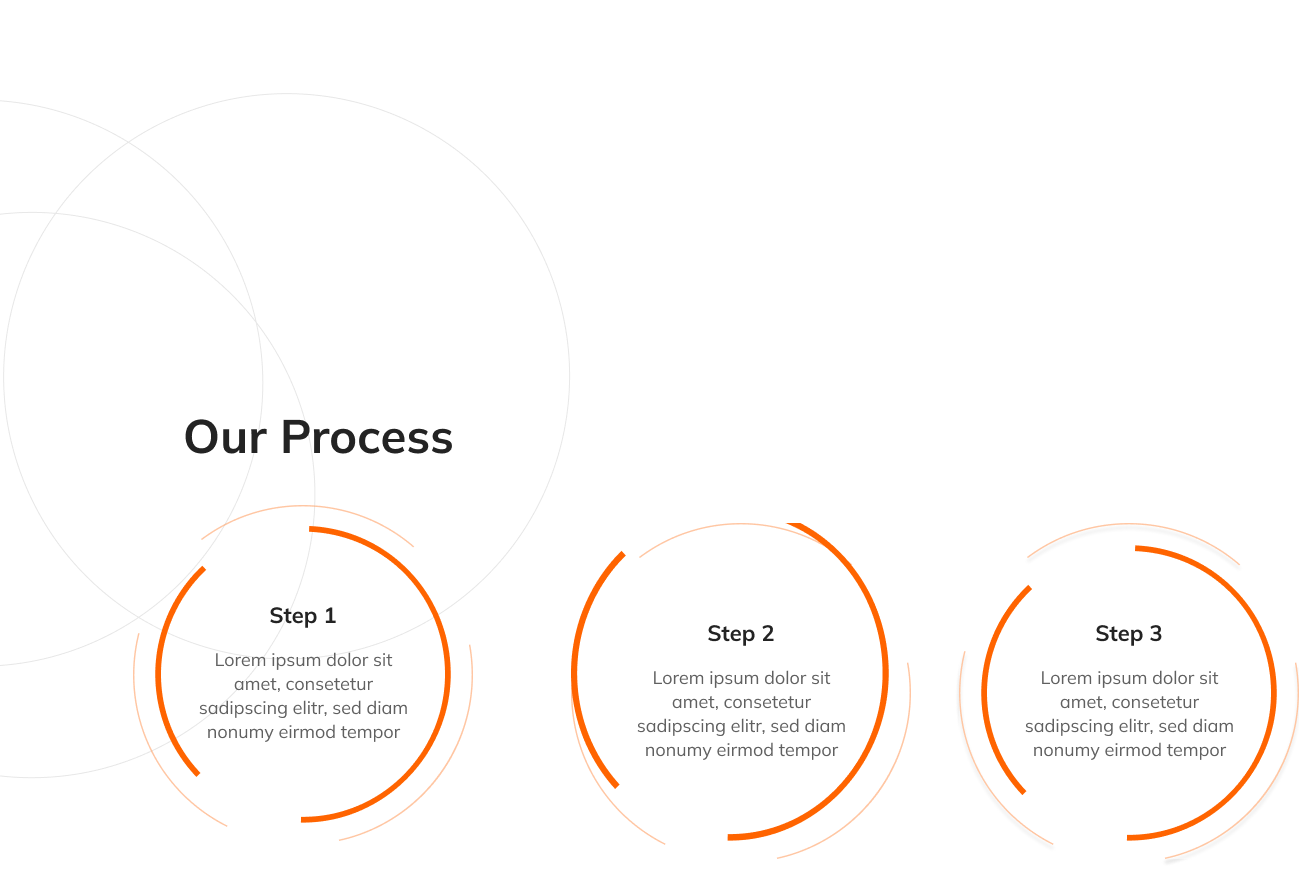 Our Process
Step 1
Lorem ipsum dolor sit
amet, consetetur
sadipscing elitr, sed diam
nonumy eirmod tempor
Step 2
Lorem ipsum dolor sit
amet, consetetur
sadipscing elitr, sed diam
nonumy eirmod tempor
Step 3
Lorem ipsum dolor sit
amet, consetetur
sadipscing elitr, sed diam
nonumy eirmod tempor